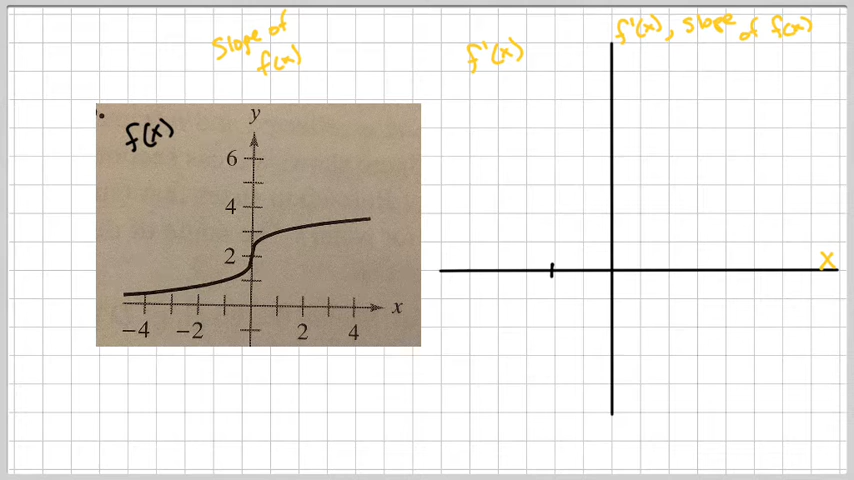 Slope of
f(x)
f'(x)
f'(x), slope of f(x)
f(x)
y
6
4
2
x
-4 -2 2 4
x